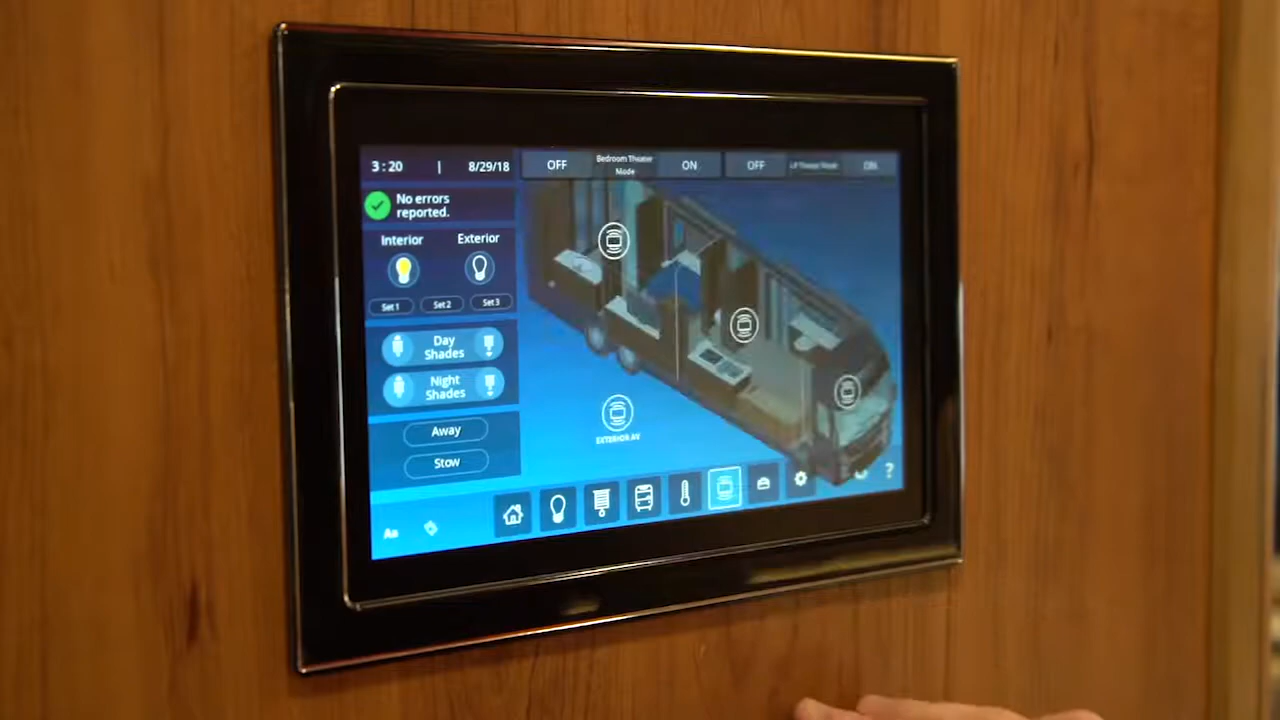 3:20 | 8/29/18
OFF Bedroom Theater Mode ON OFF ON
No errors
reported.
Interior Exterior
Set 1 Set 2 Set 3
Day
Shades
Night
Shades
Away
Stow
EXTERIOR AV
?
Aa